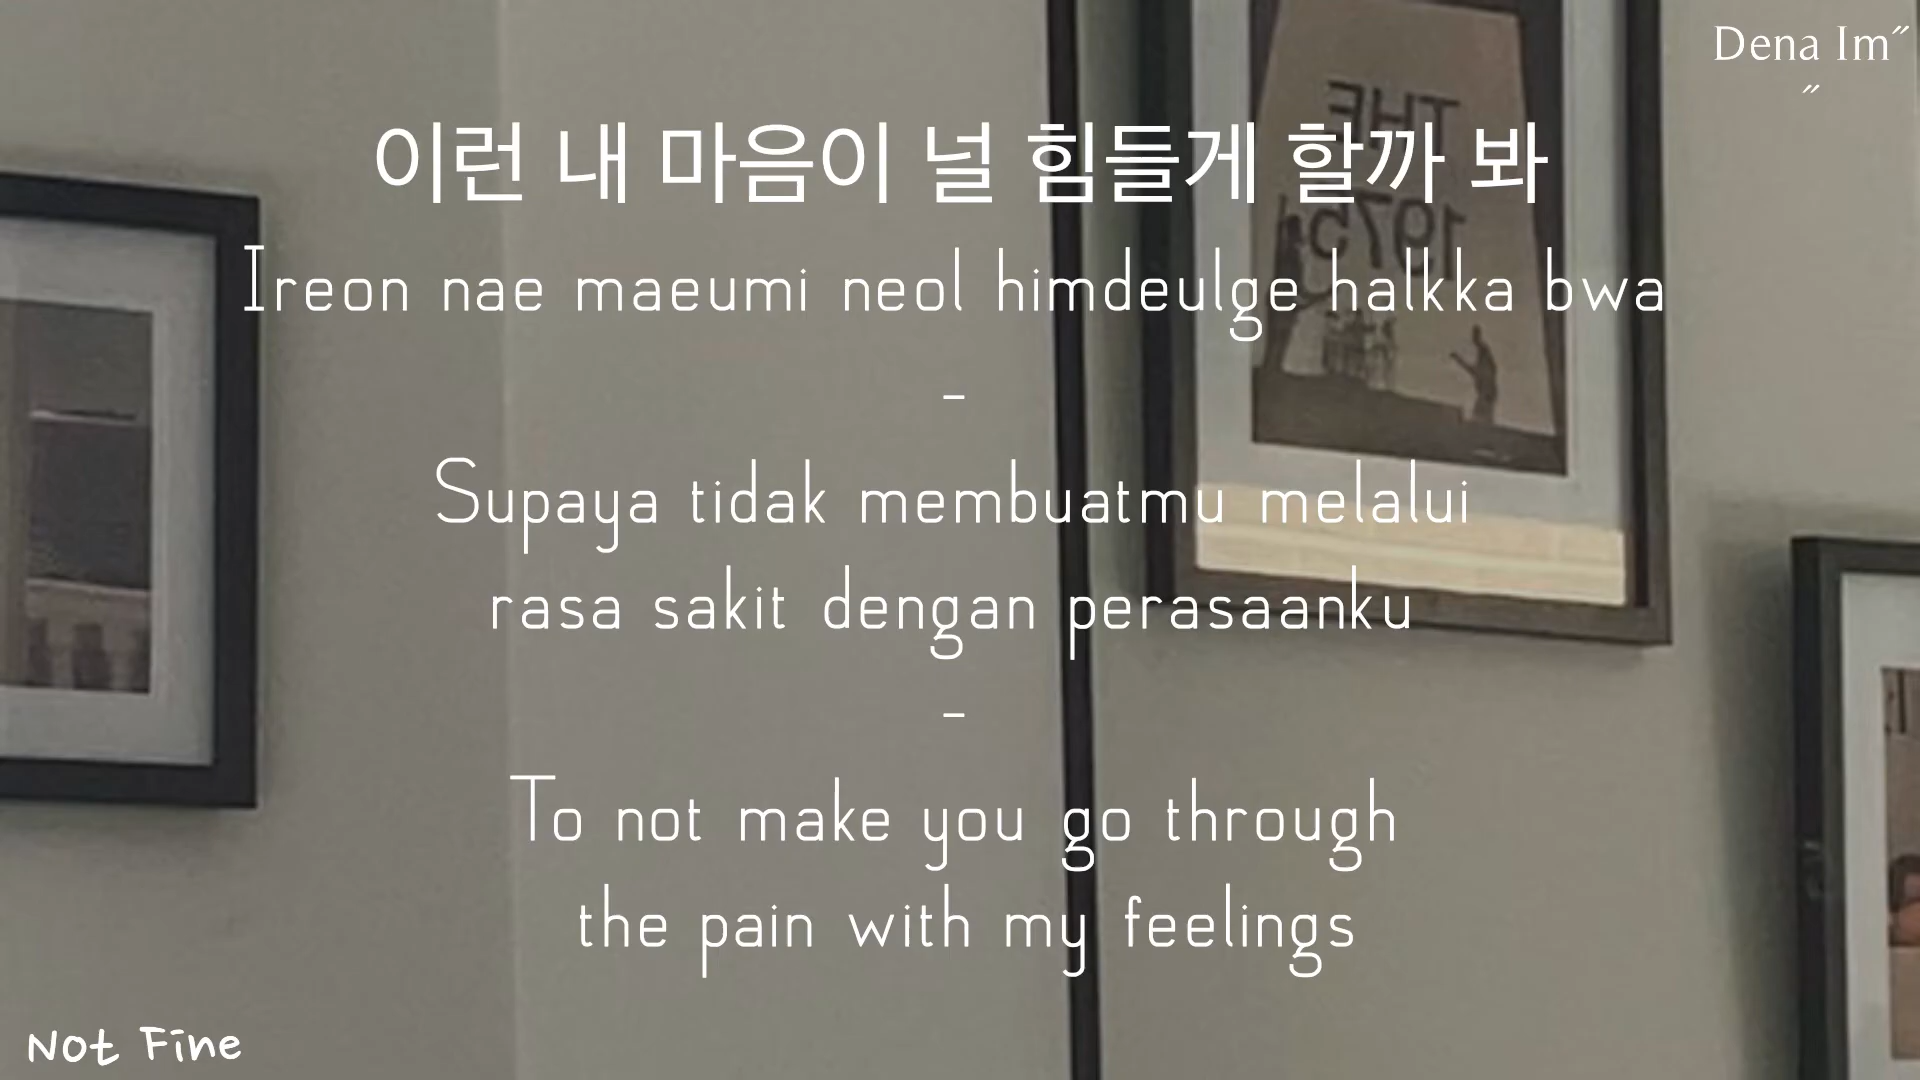 Dena Im˝
˝
THE
1975
이런 내 마음이 널 힘들게 할까 봐
Ireon nae maeumi neol himdeulge halkka bwa
-
Supaya tidak membuatmu melalui
rasa sakit dengan perasaanku
-
To not make you go through
the pain with my feelings
Not Fine